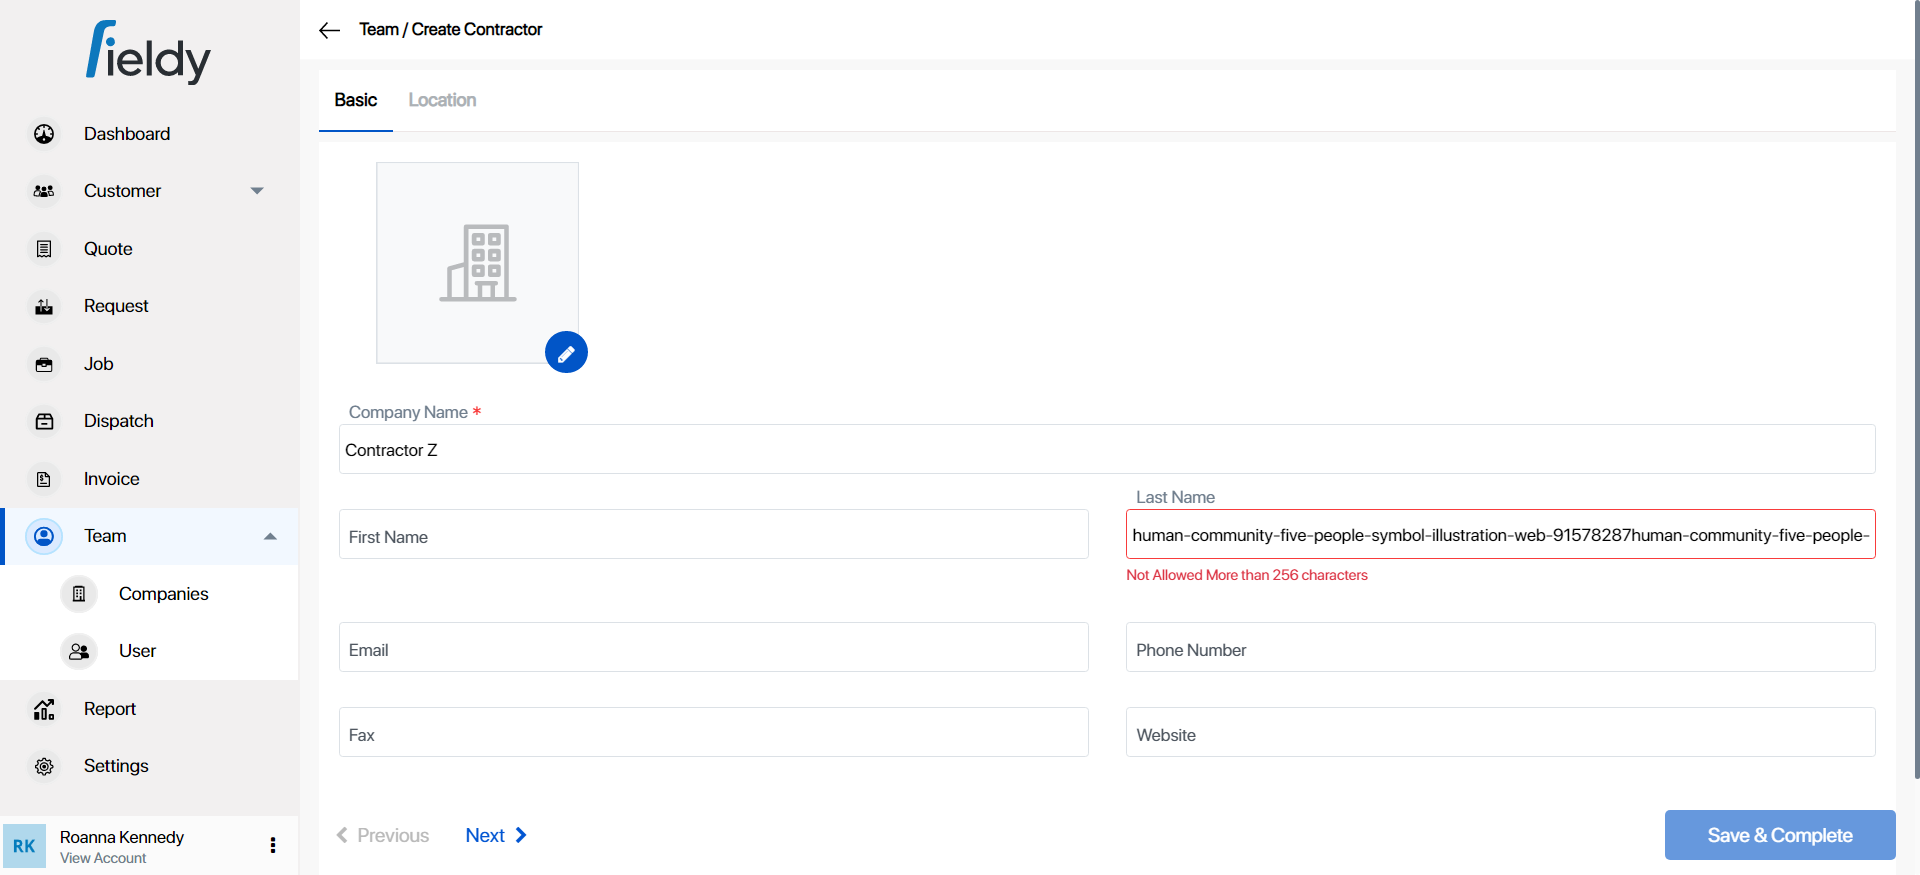 fieldy
Dashboard
Customer
Quote
Request
Job
Dispatch
Invoice
Team
Companies
User
Report
Settings
RK
Roanna Kennedy
View Account
Team / Create Contractor
Basic
Location
Company Name *
Contractor Z
First Name
Last Name
human-community-five-people-symbol-illustration-web-91578287human-community-five-people-
Not Allowed More than 256 characters
Email
Phone Number
Fax
Website
Previous
Next
Save & Complete